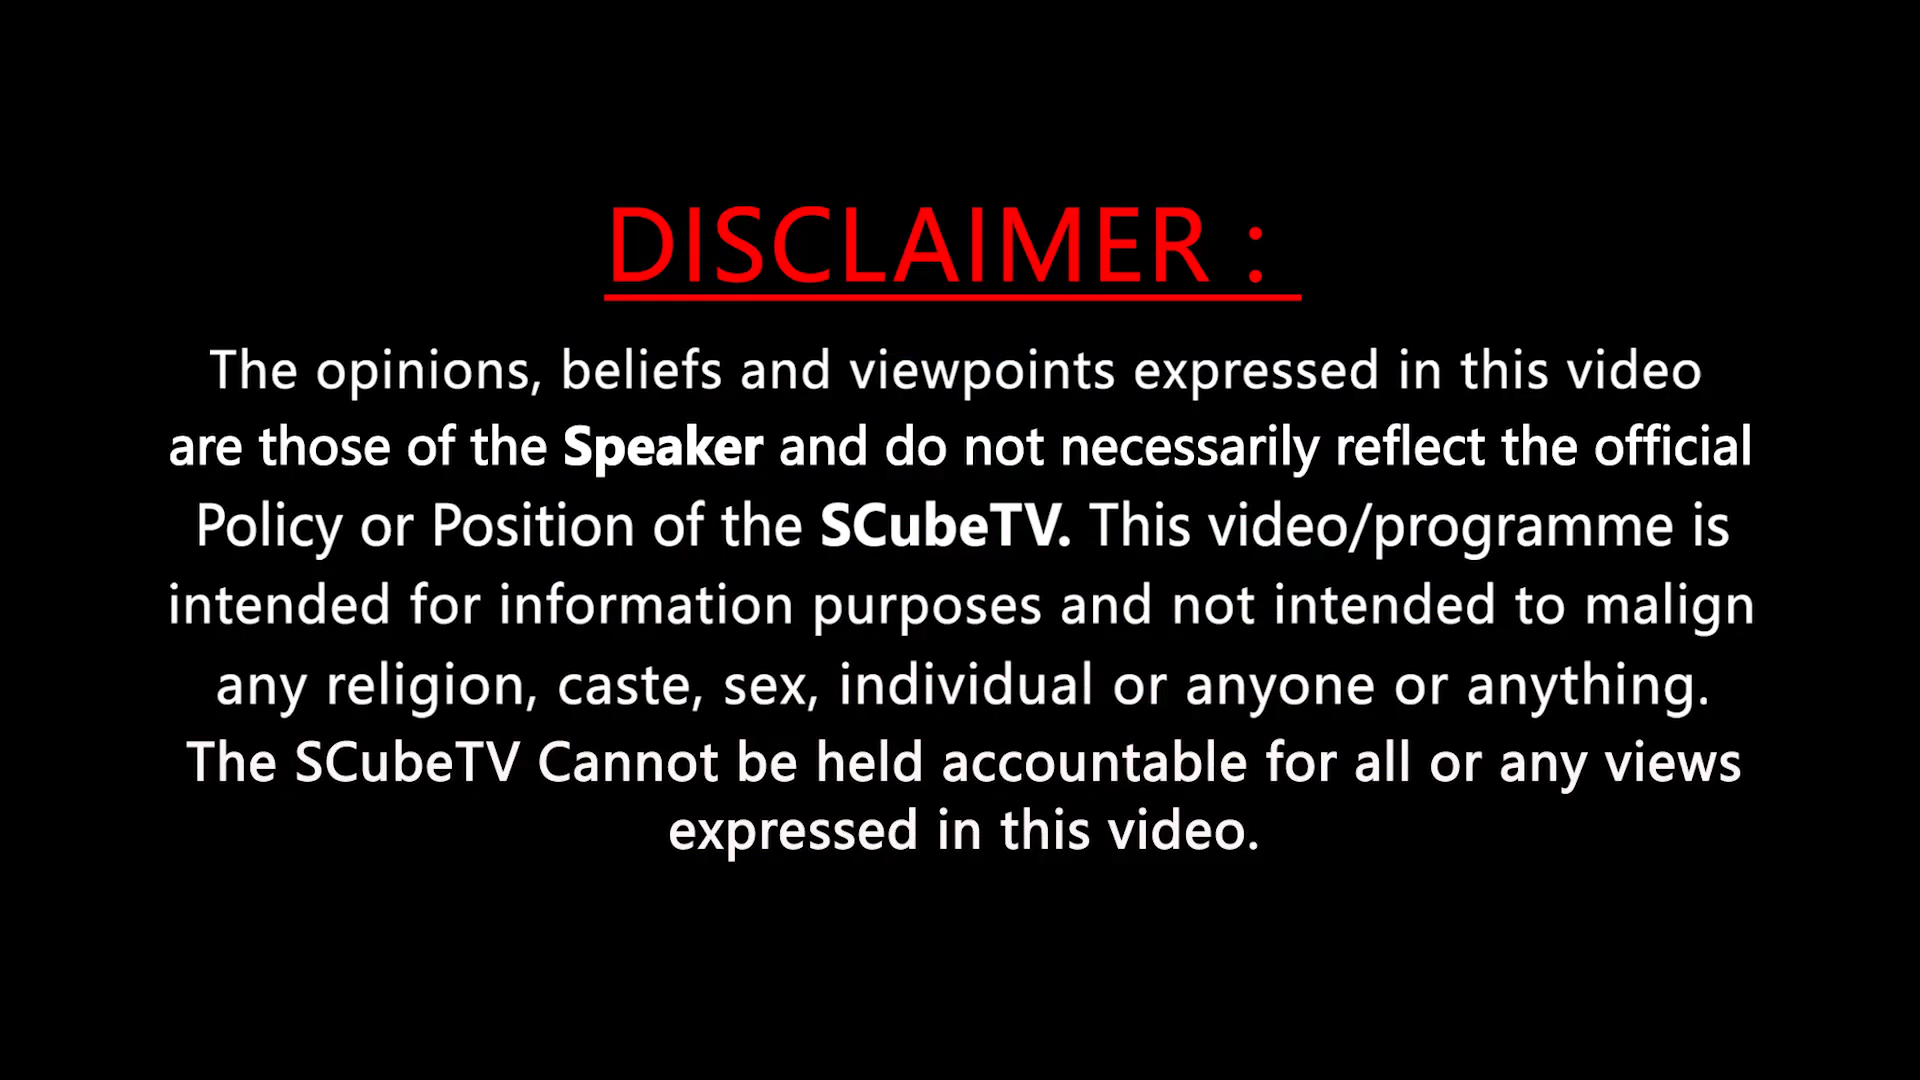 DISCLAIMER :
The opinions, beliefs and viewpoints expressed in this video
are those of the Speaker and do not necessarily reflect the official
Policy or Position of the SCubeTV. This video/programme is
intended for information purposes and not intended to malign
any religion, caste, sex, individual or anyone or anything.
The SCubeTV Cannot be held accountable for all or any views
expressed in this video.